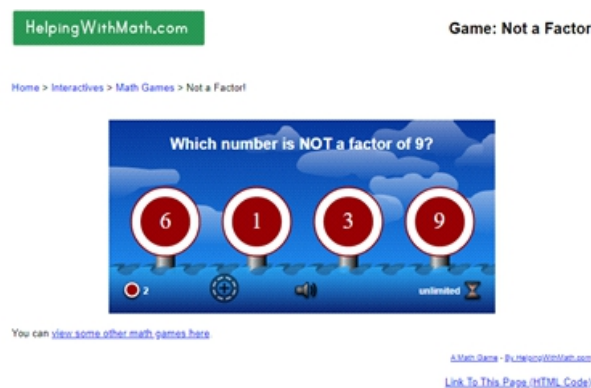 HelpingWithMath.com
Game: Not a Factor
Home > Interactives > Math Games > Not a Factor!
Which number is NOT a factor of 9?
6 1 3 9
2 unlimited
You can view some other math games here.
A Math Game - By HelpingWithMath.com
Link To This Page (HTML Code)